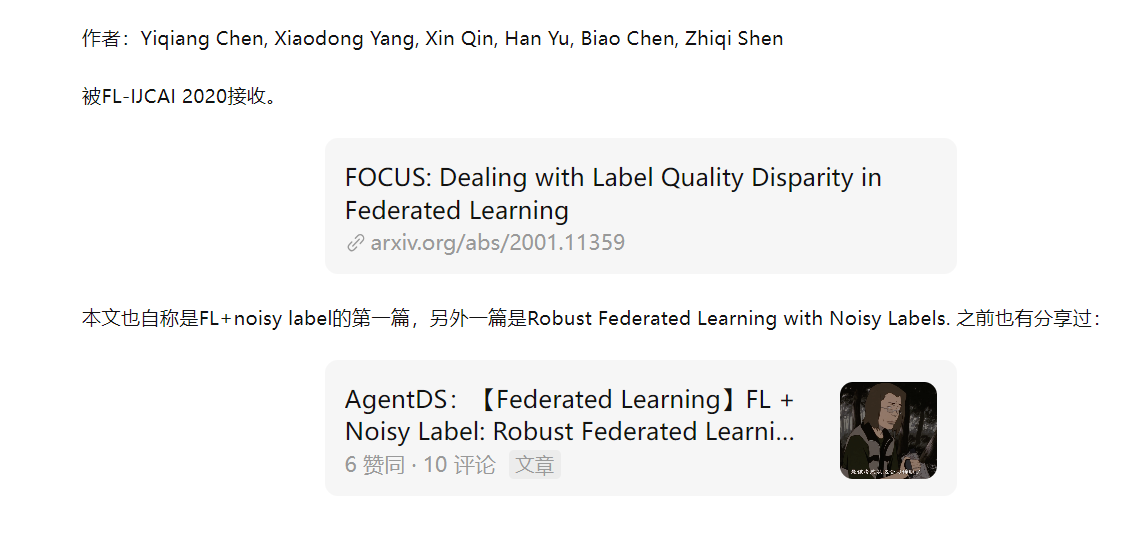 作者：Yiqiang Chen, Xiaodong Yang, Xin Qin, Han Yu, Biao Chen, Zhiqi Shen
被FL-IJCAI 2020接收。
FOCUS: Dealing with Label Quality Disparity in
Federated Learning
arxiv.org/abs/2001.11359
本文也自称是FL+noisy label的第一篇，另外一篇是Robust Federated Learning with Noisy Labels. 之前也有分享过：
AgentDS：【Federated Learning】FL +
Noisy Label: Robust Federated Learni...
6 赞同 · 10 评论 文章